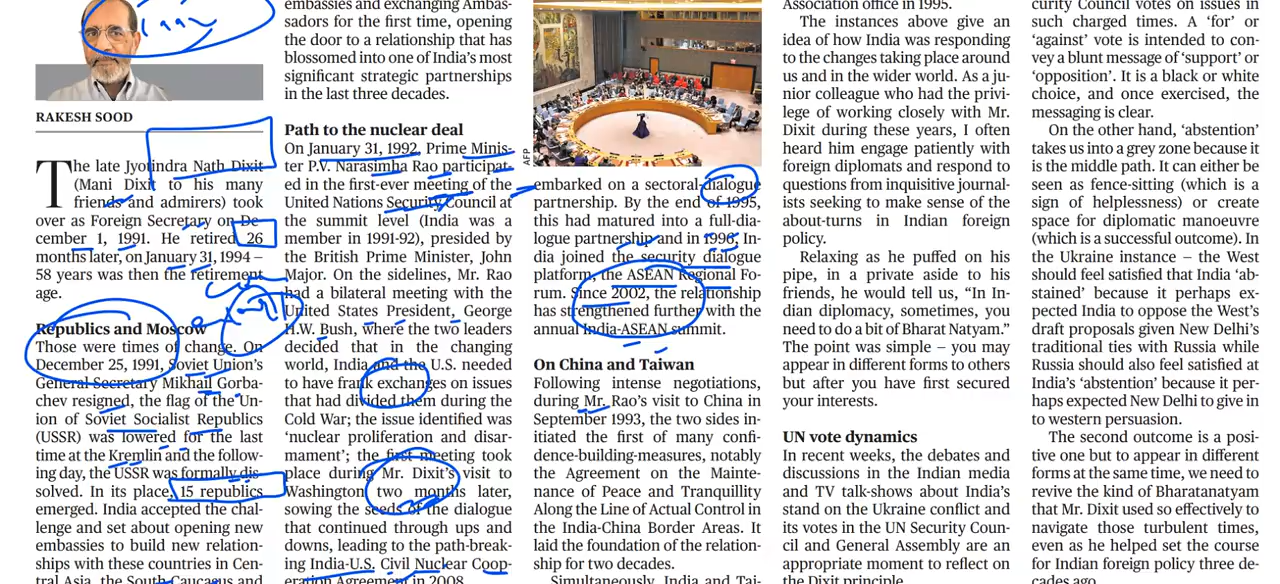 1992
RAKESH SOOD
The late Jyotindra Nath Dixit
(Mani Dixit to his many
friends and admirers) took
over as Foreign Secretary on De-
cember 1, 1991. He retired 26
months later, on January 31, 1994 –
58 years was then the retirement
age.
Republics and Moscow
Those were times of change. On
December 25, 1991, Soviet Union's
General Secretary Mikhail Gorba-
chev resigned, the flag of the Un-
ion of Soviet Socialist Republics
(USSR) was lowered for the last
time at the Kremlin and the follow-
ing day, the USSR was formally dis-
solved. In its place, 15 republics
emerged. India accepted the chal-
lenge and set about opening new
embassies to build new relation-
ships with these countries in Cen-
tral Asia, the South Caucasus and
embassies and exchanging Ambas-
sadors for the first time, opening
the door to a relationship that has
blossomed into one of India's most
significant strategic partnerships
in the last three decades.
Path to the nuclear deal
On January 31, 1992, Prime Minis-
ter P.V. Narasimha Rao participat-
ed in the first-ever meeting of the
United Nations Security Council at
the summit level (India was a
member in 1991-92), presided by
the British Prime Minister, John
Major. On the sidelines, Mr. Rao
had a bilateral meeting with the
United States President, George
H.W. Bush, where the two leaders
decided that in the changing
world, India and the U.S. needed
to have frank exchanges on issues
that had divided them during the
Cold War; the issue identified was
'nuclear proliferation and disar-
mament'; the first meeting took
place during Mr. Dixit's visit to
Washington two months later,
sowing the seeds of the dialogue
that continued through ups and
downs, leading to the path-break-
ing India-U.S. Civil Nuclear Coop-
eration Agreement in 2008.
AFP
embarked on a sectoral-dialogue
partnership. By the end of 1995,
this had matured into a full-dia-
logue partnership and in 1996, In-
dia joined the security dialogue
platform, the ASEAN Regional Fo-
rum. Since 2002, the relationship
has strengthened further with the
annual India-ASEAN summit.
On China and Taiwan
Following intense negotiations,
during Mr. Rao's visit to China in
September 1993, the two sides in-
itiated the first of many confi-
dence-building-measures, notably
the Agreement on the Mainte-
nance of Peace and Tranquillity
Along the Line of Actual Control in
the India-China Border Areas. It
laid the foundation of the relation-
ship for two decades.
Simultaneously, India and Tai-
Association office in 1995.
The instances above give an
idea of how India was responding
to the changes taking place around
us and in the wider world. As a ju-
nior colleague who had the privi-
lege of working closely with Mr.
Dixit during these years, I often
heard him engage patiently with
foreign diplomats and respond to
questions from inquisitive journal-
ists seeking to make sense of the
about-turns in Indian foreign
policy.
Relaxing as he puffed on his
pipe, in a private aside to his
friends, he would tell us, "In In-
dian diplomacy, sometimes, you
need to do a bit of Bharat Natyam."
The point was simple – you may
appear in different forms to others
but after you have first secured
your interests.
UN vote dynamics
In recent weeks, the debates and
discussions in the Indian media
and TV talk-shows about India's
stand on the Ukraine conflict and
its votes in the UN Security Coun-
cil and General Assembly are an
appropriate moment to reflect on
the Dixit principle.
curity Council votes on issues in
such charged times. A 'for' or
'against' vote is intended to con-
vey a blunt message of 'support' or
'opposition'. It is a black or white
choice, and once exercised, the
messaging is clear.
On the other hand, 'abstention'
takes us into a grey zone because it
is the middle path. It can either be
seen as fence-sitting (which is a
sign of helplessness) or create
space for diplomatic manoeuvre
(which is a successful outcome). In
the Ukraine instance – the West
should feel satisfied that India 'ab-
stained' because it perhaps ex-
pected India to oppose the West's
draft proposals given New Delhi's
traditional ties with Russia while
Russia should also feel satisfied at
India's 'abstention' because it per-
haps expected New Delhi to give in
to western persuasion.
The second outcome is a posi-
tive one but to appear in different
forms at the same time, we need to
revive the kind of Bharatanatyam
that Mr. Dixit used so effectively to
navigate those turbulent times,
even as he helped set the course
for Indian foreign policy three de-
cades ago.